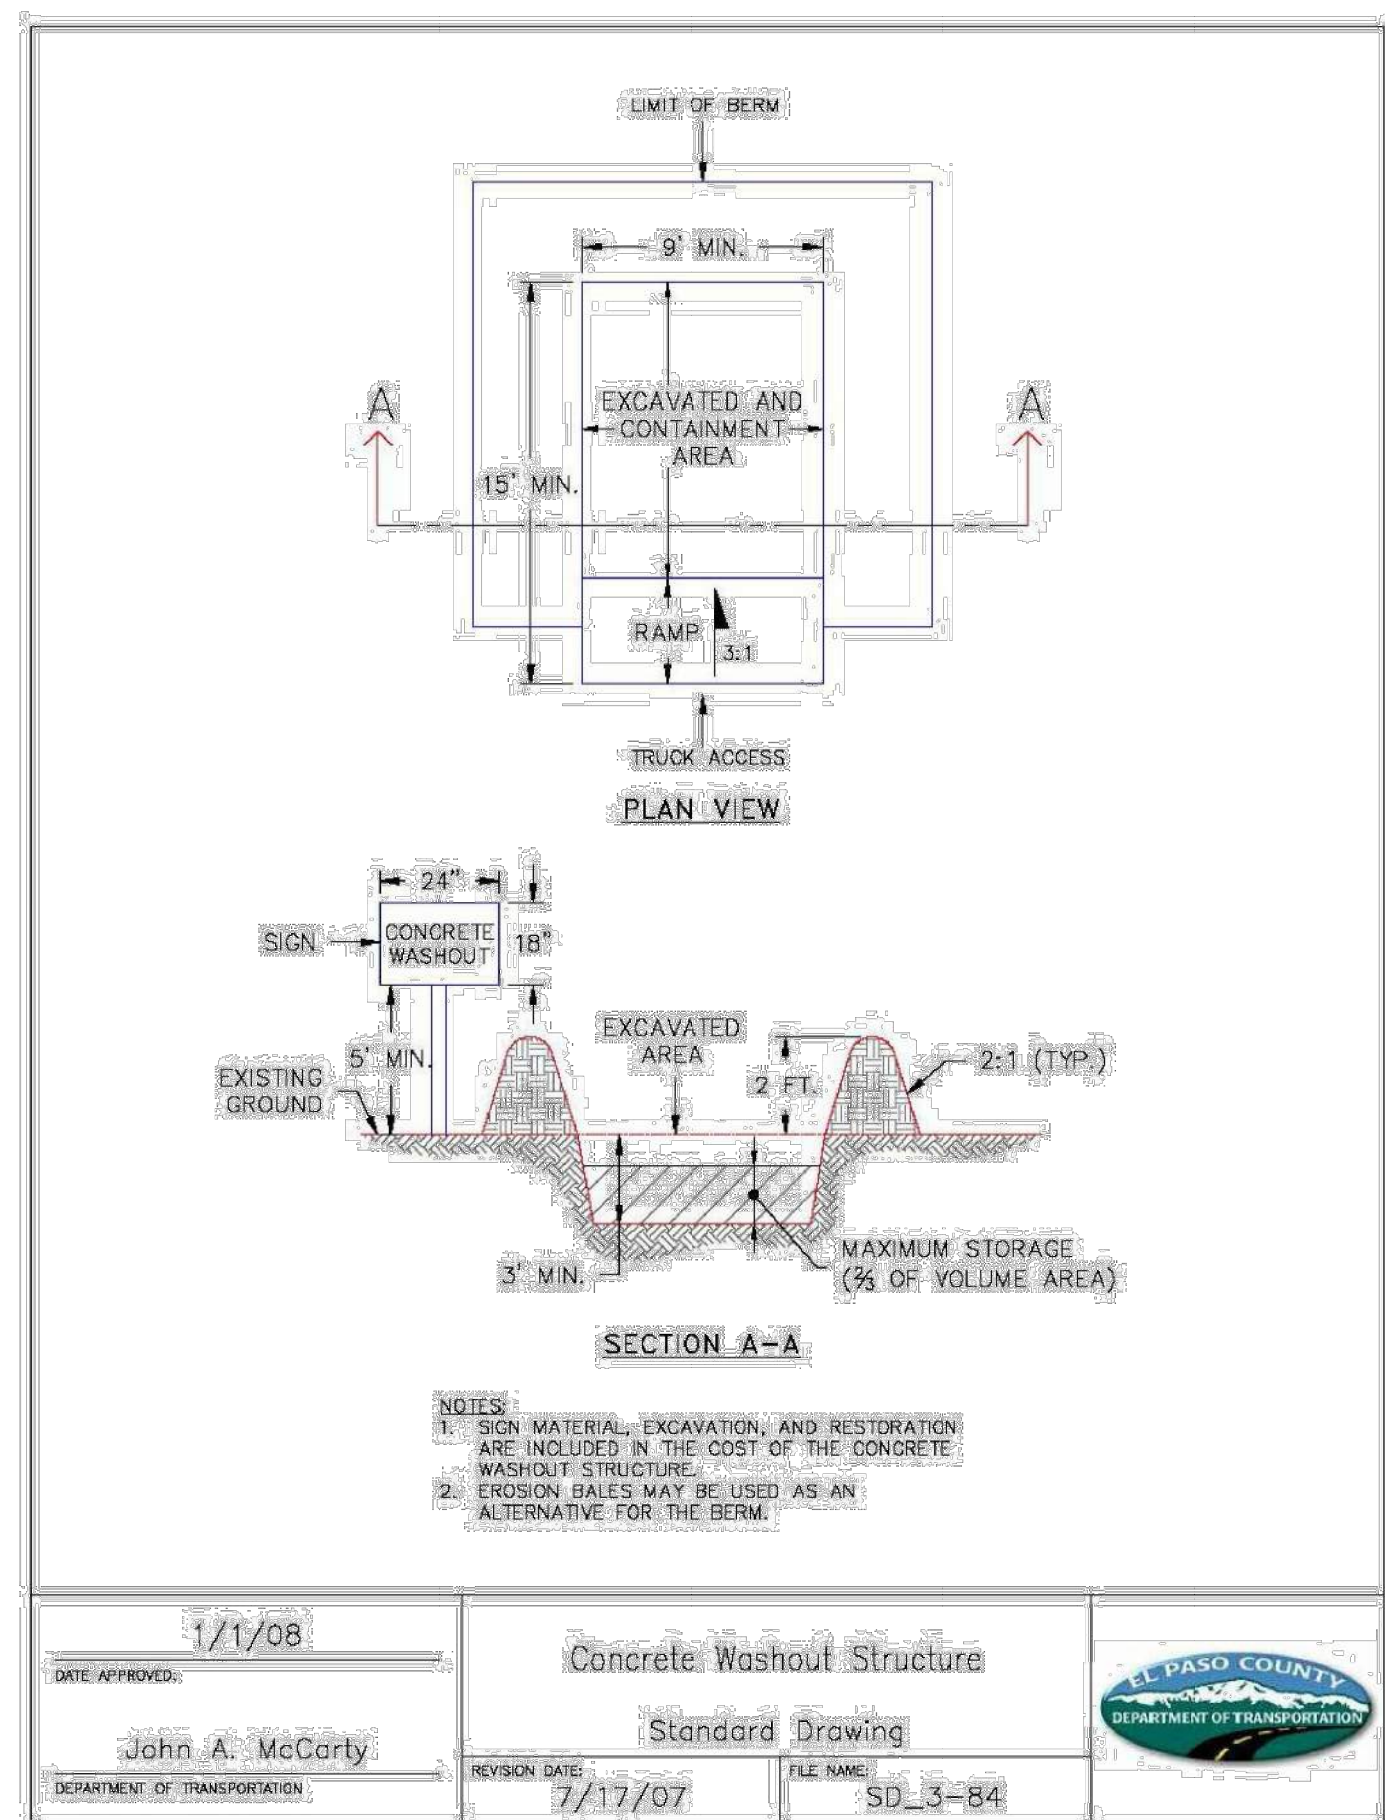 LIMIT OF BERM
9' MIN.
A
A
EXCAVATED AND
CONTAINMENT
AREA
15' MIN.
RAMP
3:1
TRUCK ACCESS
PLAN VIEW
24"
SIGN
CONCRETE
WASHOUT
18"
EXCAVATED
AREA
5' MIN.
2 FT.
2:1 (TYP.)
EXISTING
GROUND
MAXIMUM STORAGE
(⅔ OF VOLUME AREA)
3' MIN.
SECTION A-A
NOTES:
1. SIGN MATERIAL, EXCAVATION, AND RESTORATION
ARE INCLUDED IN THE COST OF THE CONCRETE
WASHOUT STRUCTURE.
2. EROSION BALES MAY BE USED AS AN
ALTERNATIVE FOR THE BERM.
1/1/08
DATE APPROVED:
John A. McCarty
DEPARTMENT OF TRANSPORTATION
Concrete Washout Structure
Standard Drawing
REVISION DATE:
7/17/07
FILE NAME:
SD_3-84
EL PASO COUNTY
DEPARTMENT OF TRANSPORTATION